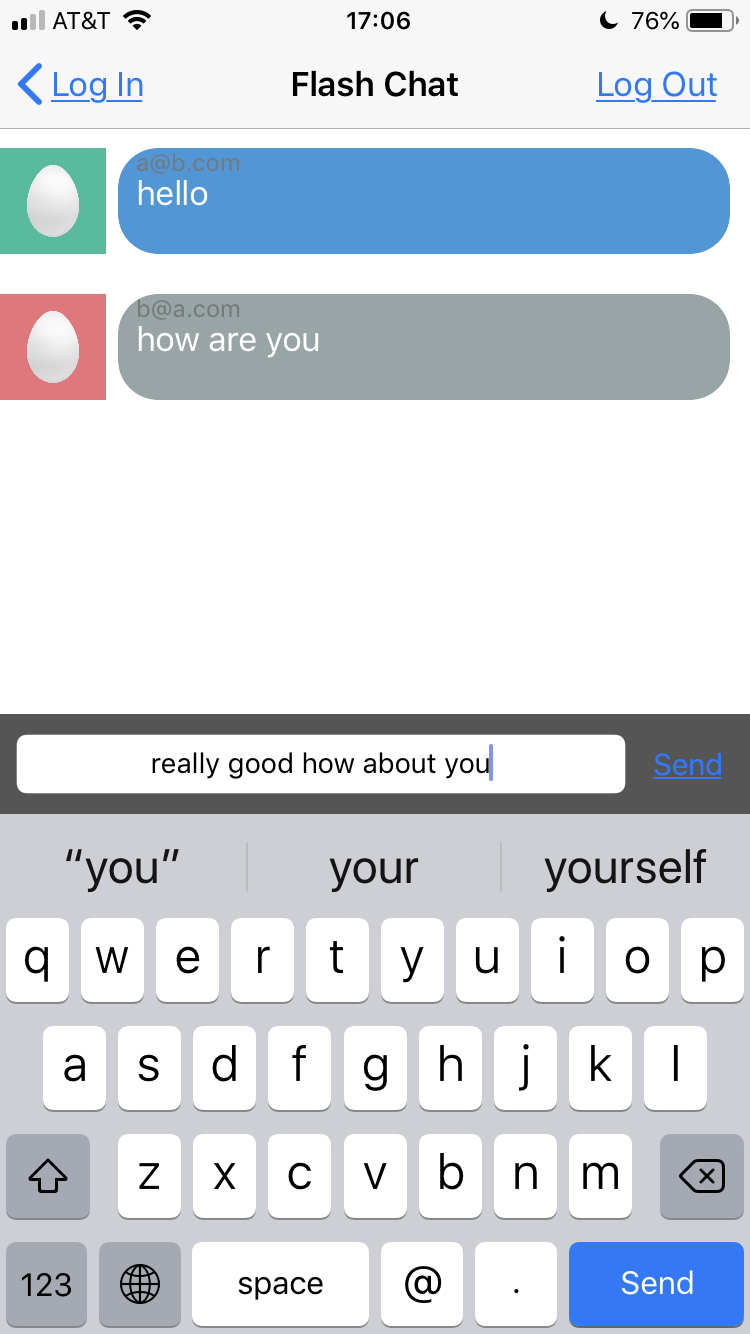 AT&T 17:06 76%
Log In Flash Chat Log Out
a@b.com
hello
b@a.com
how are you
really good how about you Send
“you” your yourself
q w e r t y u i o p
a s d f g h j k l
z x c v b n m
123 space @ . Send